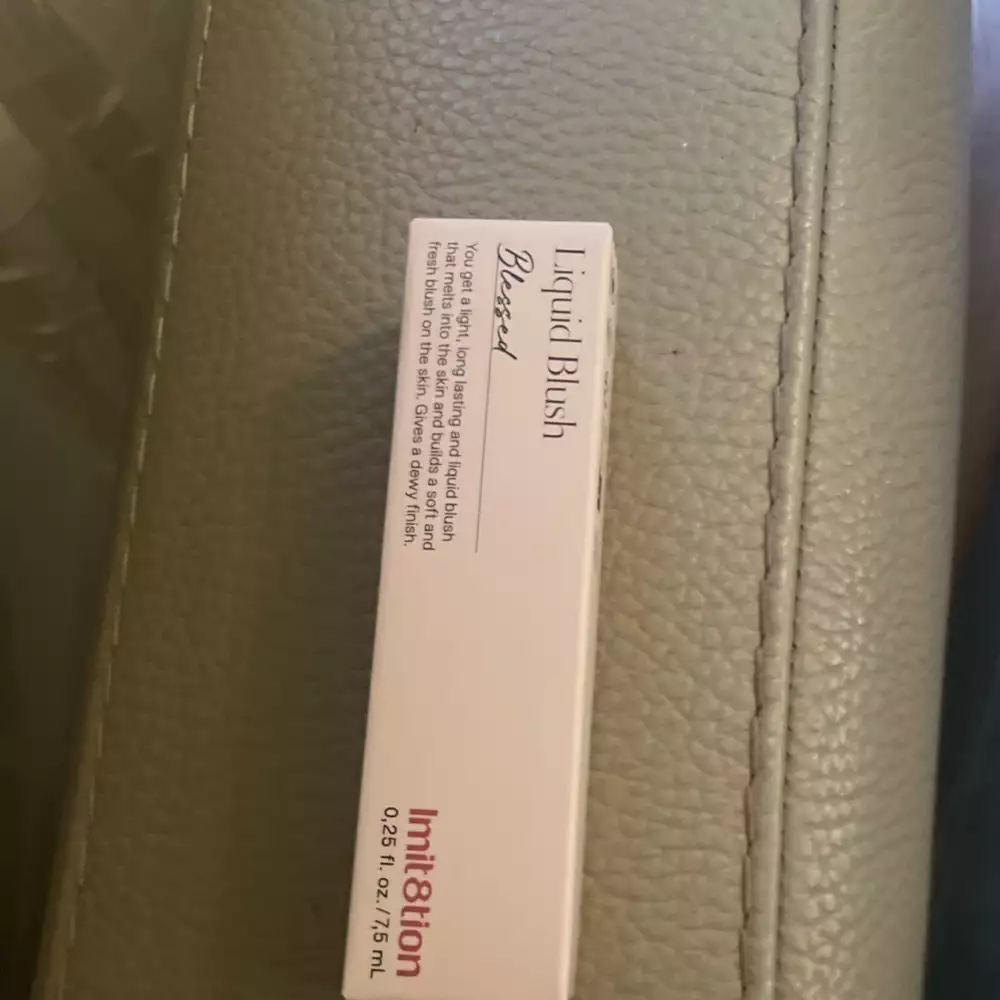 Liquid Blush
Blessed
You get a light, long lasting and liquid blush
that melts into the skin and builds a soft and
fresh blush on the skin. Gives a dewy finish.
Imit8tion
0,25 fl. oz. / 7,5 mL